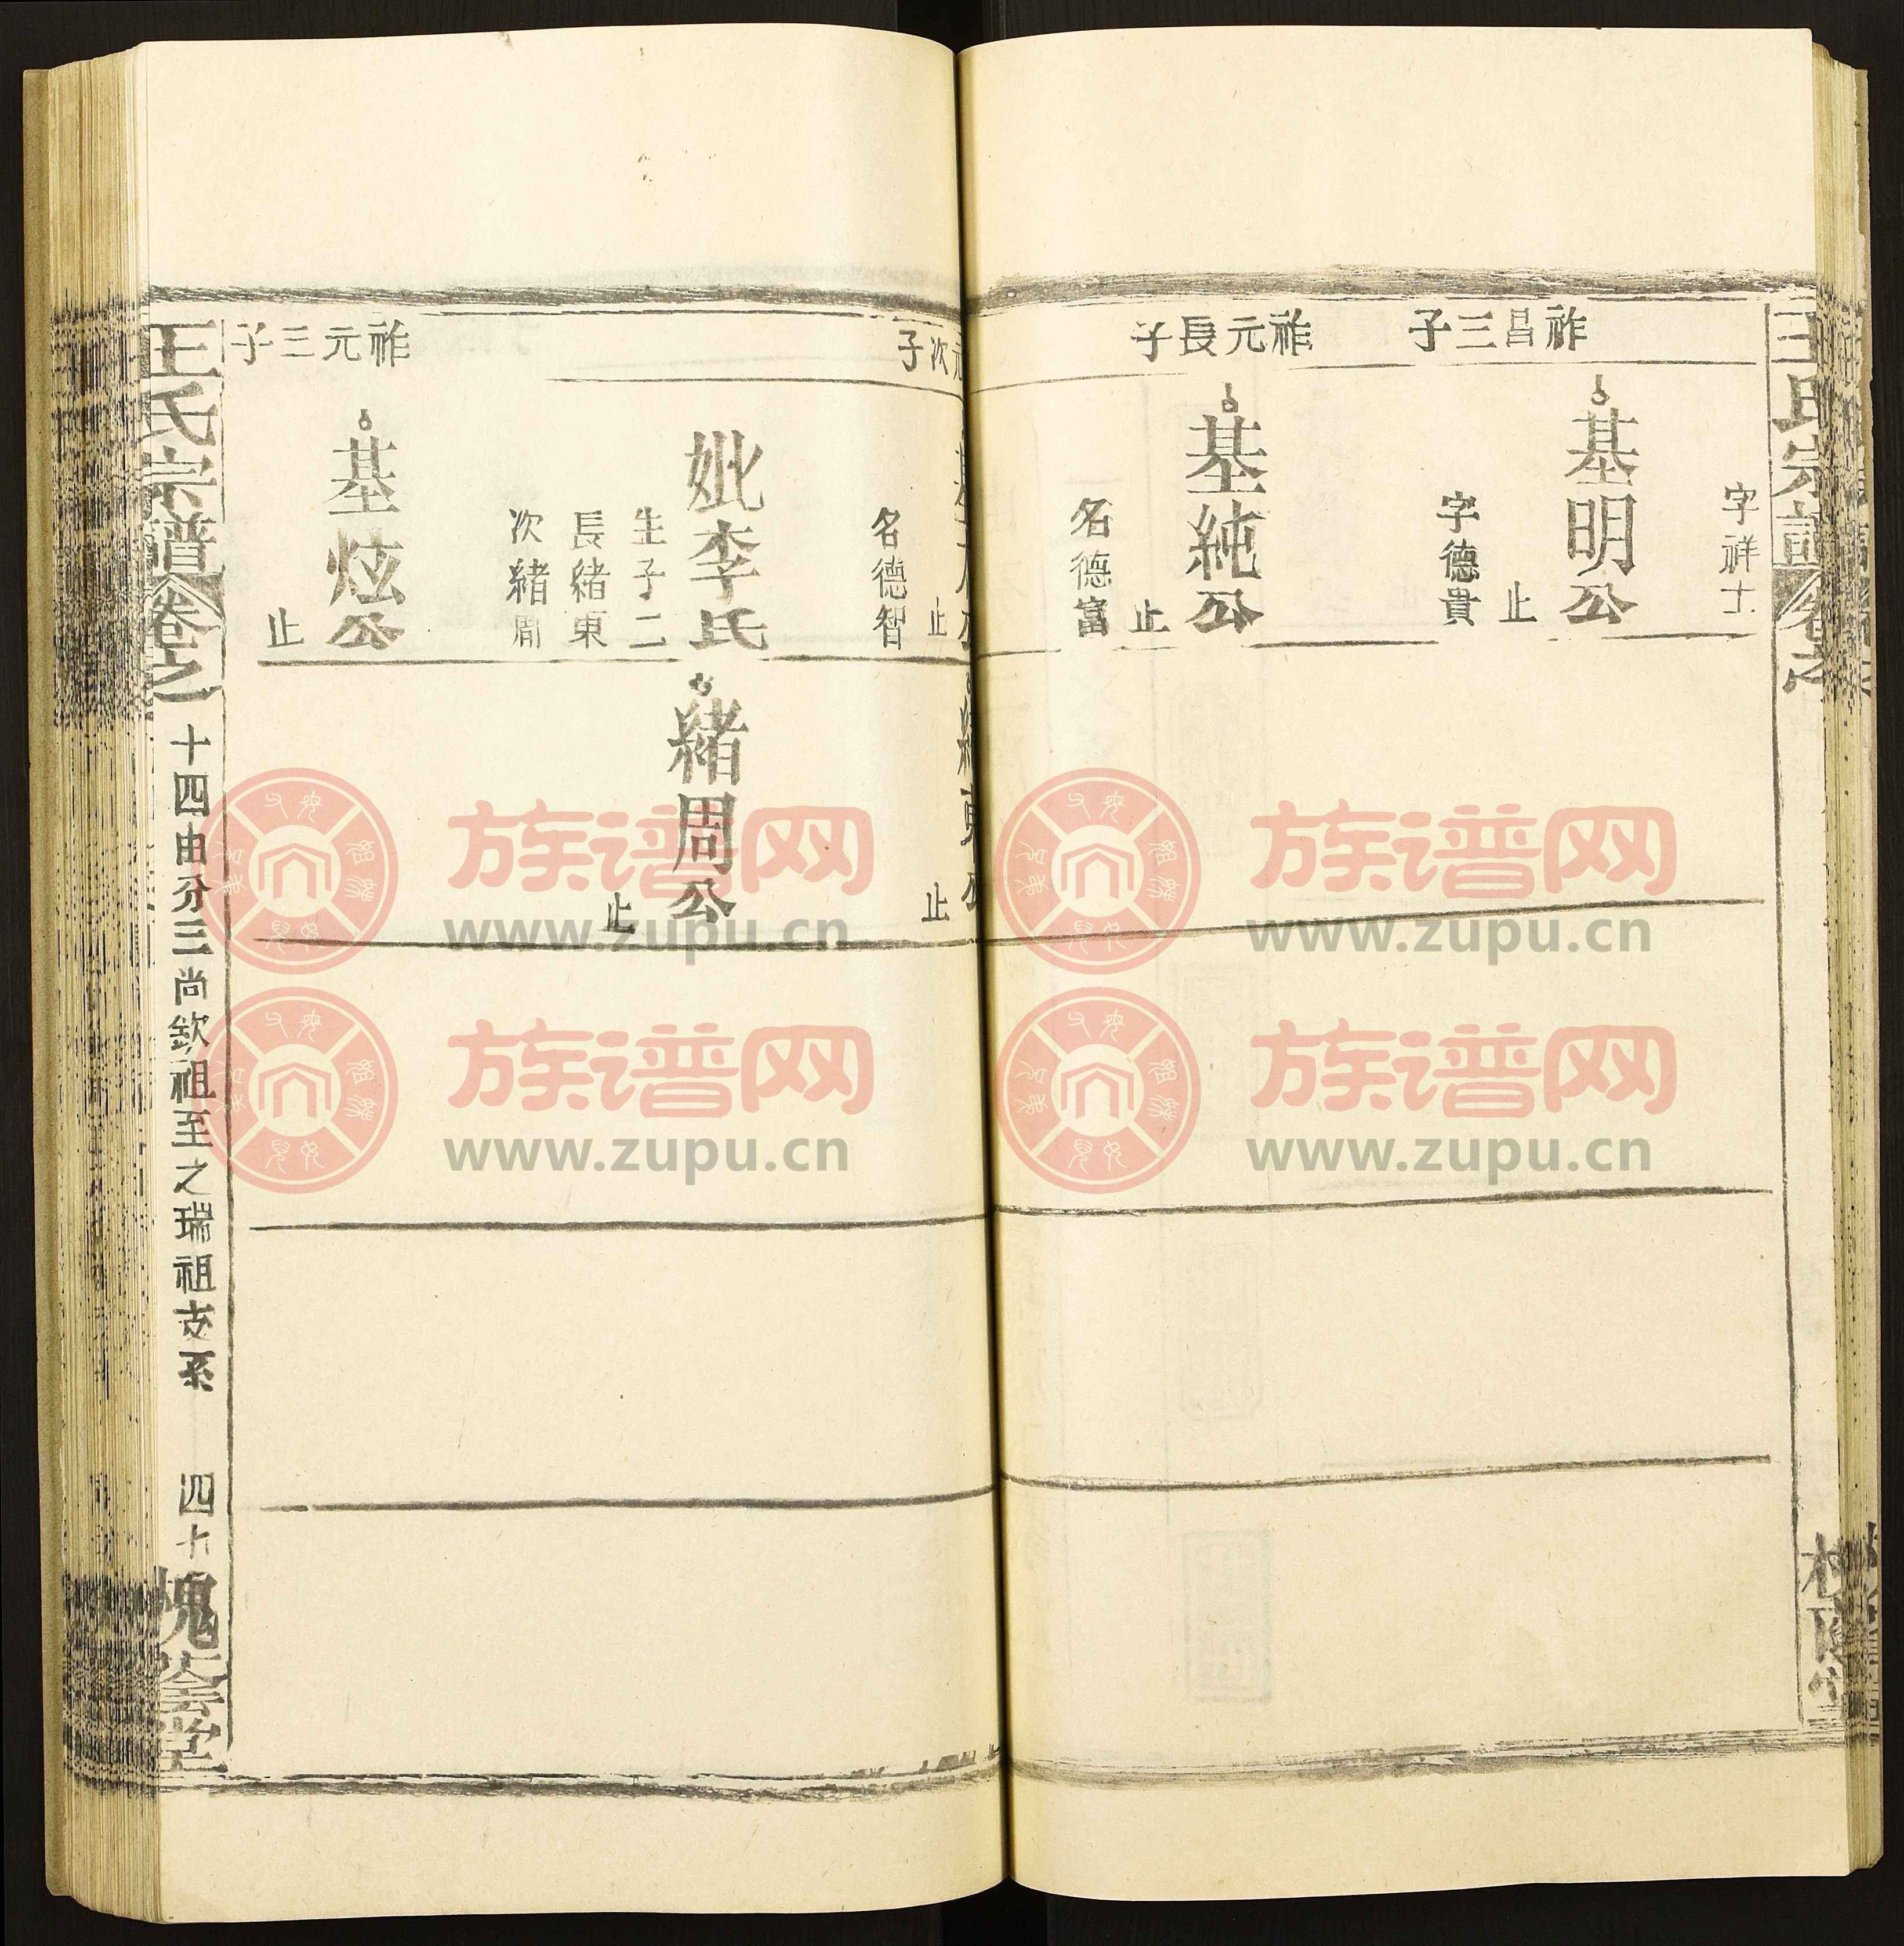 王氏宗譜
字祥士
祚昌三子
基明公
止
字德貴
祚元長子
基純公
止
名德富
次子
止
名德智
妣李氏
生子二
長緒東
次緒周
止
緒周公
止
祚元三子
基炫公
止
王氏宗譜
卷之
十四由分三尚欽祖至之瑞祖支系
四十
槐蔭堂
族谱网
www.zupu.cn
族谱网
www.zupu.cn
族谱网
www.zupu.cn
族谱网
www.zupu.cn